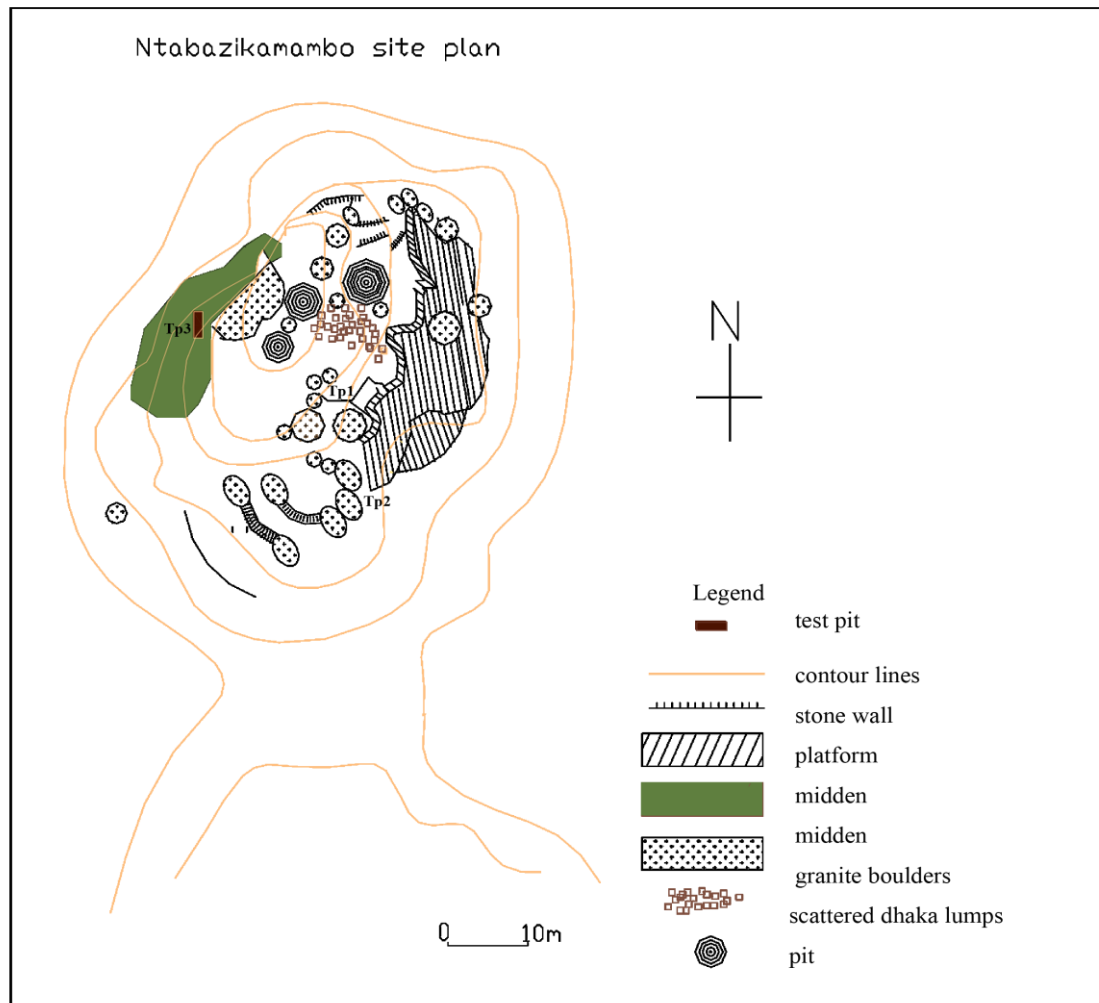 Ntabazikamambo site plan
Tp3
Tp1
Tp2
N
Legend
test pit
contour lines
stone wall
platform
midden
midden
granite boulders
scattered dhaka lumps
pit
0 10m